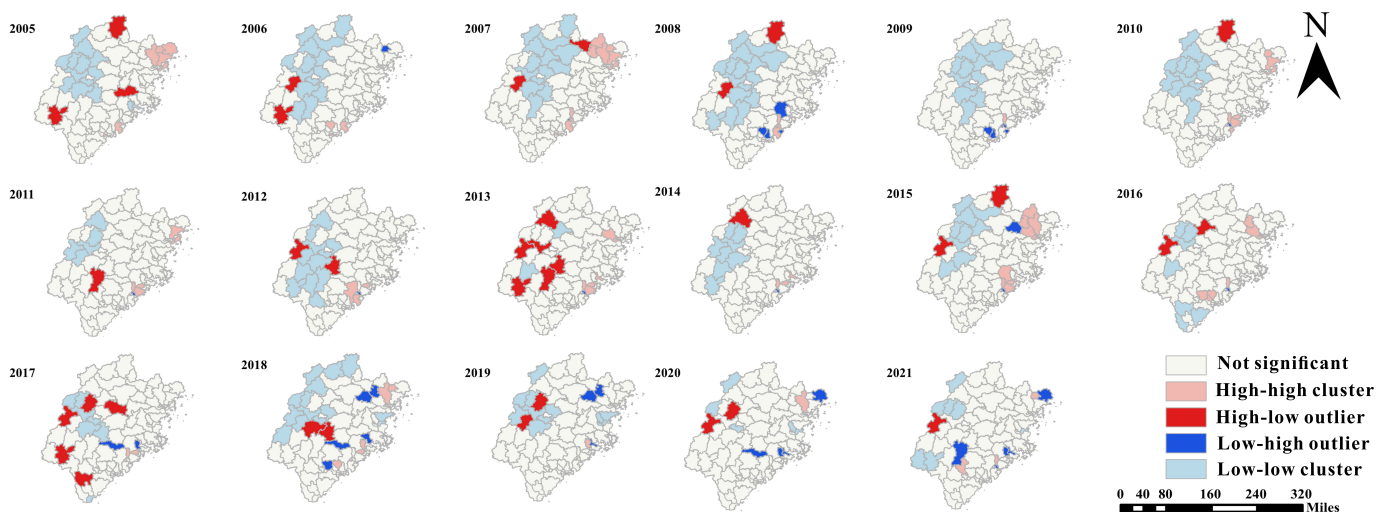 2005
2006
2007
2008
2009
2010
N
2011
2012
2013
2014
2015
2016
2017
2018
2019
2020
2021
Not significant
High-high cluster
High-low outlier
Low-high outlier
Low-low cluster
0 40 80 160 240 320
Miles